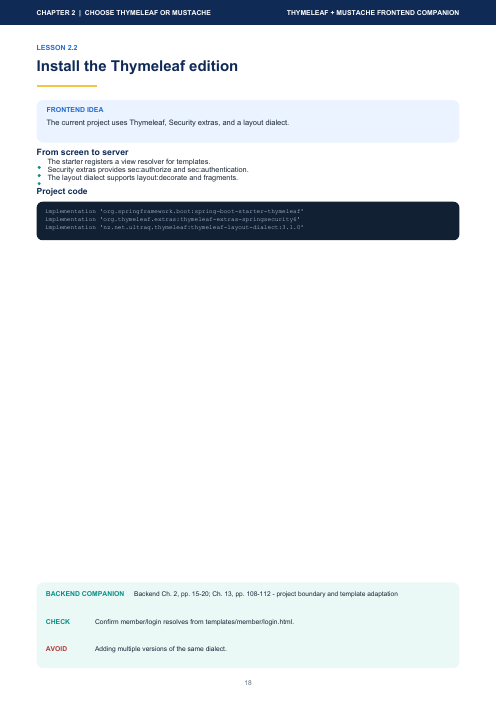 CHAPTER 2 | CHOOSE THYMELEAF OR MUSTACHE
THYMELEAF + MUSTACHE FRONTEND COMPANION
LESSON 2.2
Install the Thymeleaf edition
FRONTEND IDEA
The current project uses Thymeleaf, Security extras, and a layout dialect.
From screen to server
The starter registers a view resolver for templates.
Security extras provides sec:authorize and sec:authentication.
The layout dialect supports layout:decorate and fragments.
Project code
implementation 'org.springframework.boot:spring-boot-starter-thymeleaf'
implementation 'org.thymeleaf.extras:thymeleaf-extras-springsecurity6'
implementation 'nz.net.ultraq.thymeleaf:thymeleaf-layout-dialect:3.1.0'
BACKEND COMPANION Backend Ch. 2, pp. 15-20; Ch. 13, pp. 108-112 - project boundary and template adaptation
CHECK Confirm member/login resolves from templates/member/login.html.
AVOID Adding multiple versions of the same dialect.
18